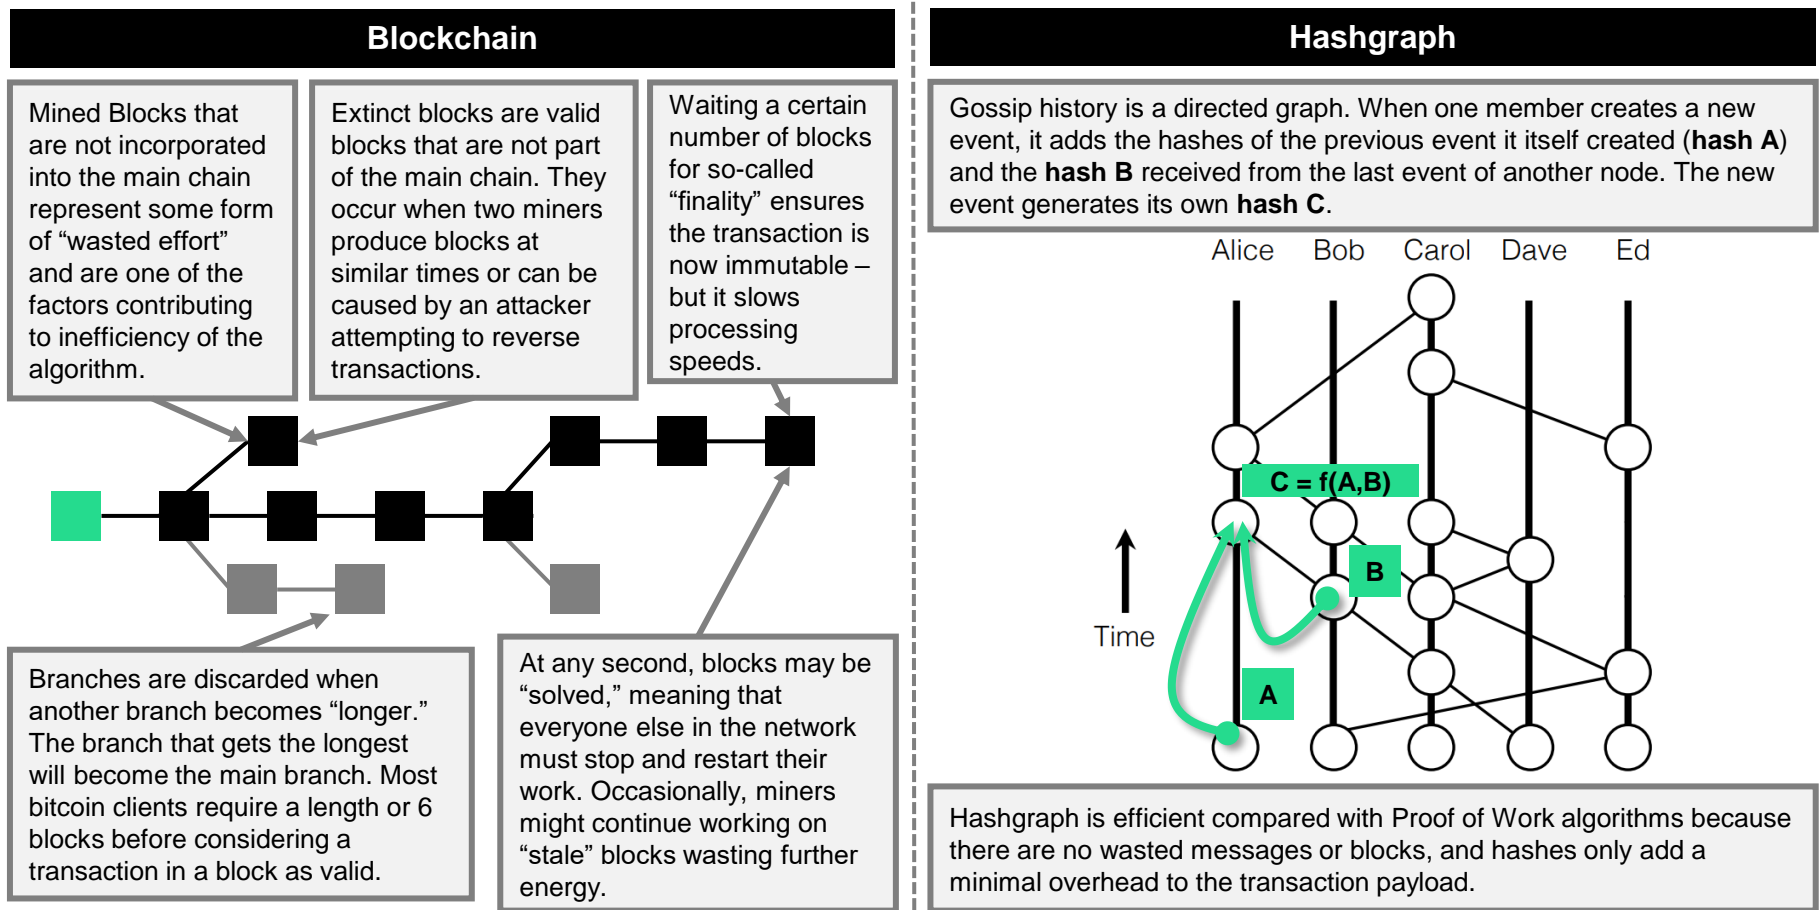 Blockchain
Mined Blocks that
are not incorporated
into the main chain
represent some form
of “wasted effort”
and are one of the
factors contributing
to inefficiency of the
algorithm.
Extinct blocks are valid
blocks that are not part
of the main chain. They
occur when two miners
produce blocks at
similar times or can be
caused by an attacker
attempting to reverse
transactions.
Waiting a certain
number of blocks
for so-called
“finality” ensures
the transaction is
now immutable –
but it slows
processing
speeds.
Branches are discarded when
another branch becomes “longer.”
The branch that gets the longest
will become the main branch. Most
bitcoin clients require a length or 6
blocks before considering a
transaction in a block as valid.
At any second, blocks may be
“solved,” meaning that
everyone else in the network
must stop and restart their
work. Occasionally, miners
might continue working on
“stale” blocks wasting further
energy.
Hashgraph
Gossip history is a directed graph. When one member creates a new
event, it adds the hashes of the previous event it itself created (hash A)
and the hash B received from the last event of another node. The new
event generates its own hash C.
Alice Bob Carol Dave Ed
C = f(A,B)
B
Time
A
Hashgraph is efficient compared with Proof of Work algorithms because
there are no wasted messages or blocks, and hashes only add a
minimal overhead to the transaction payload.